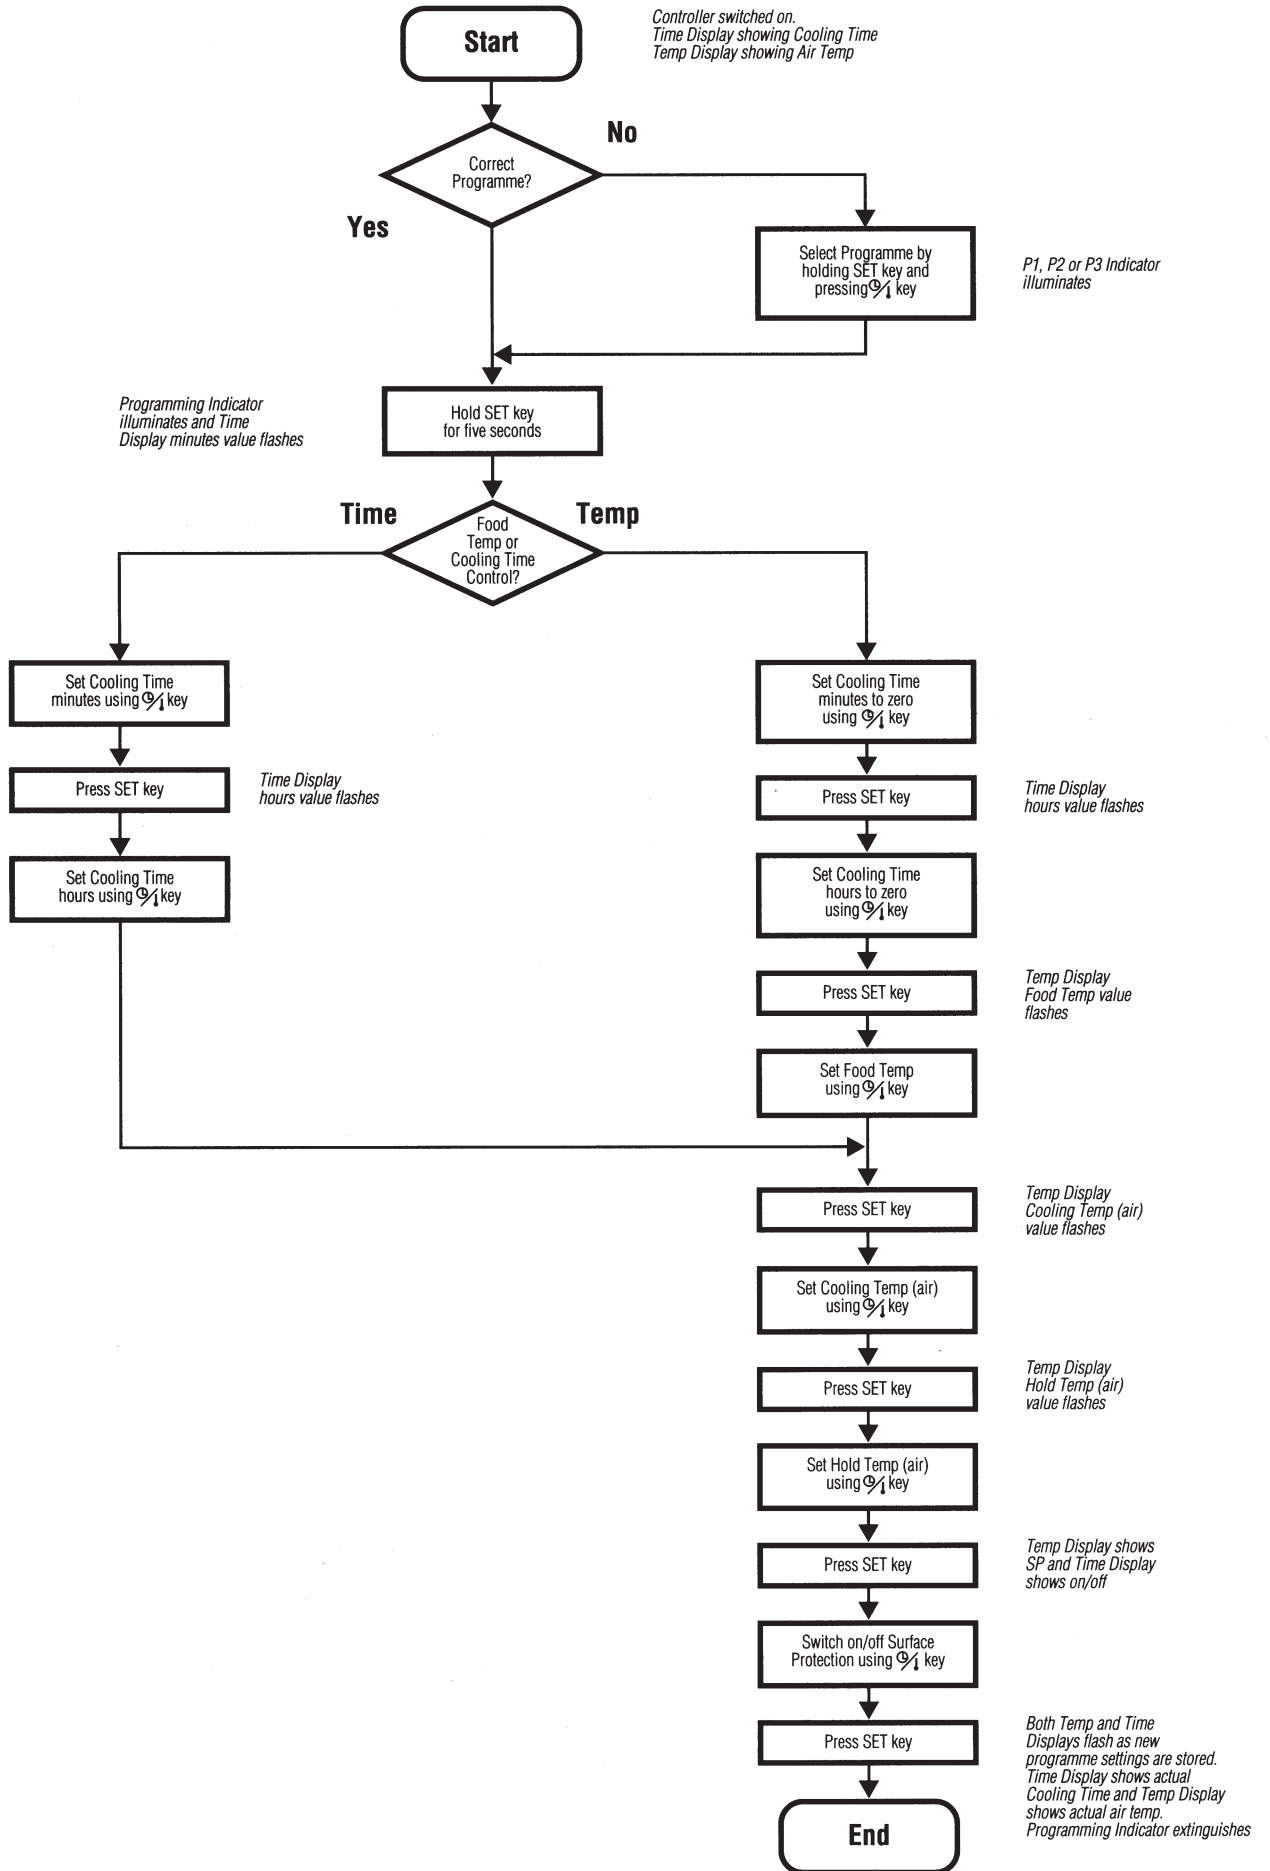 Start
Controller switched on.
Time Display showing Cooling Time
Temp Display showing Air Temp
No
Correct
Programme?
Yes
Select Programme by
holding SET key and
pressing key
P1, P2 or P3 Indicator
illuminates
Programming Indicator
illuminates and Time
Display minutes value flashes
Hold SET key
for five seconds
Time
Temp
Food
Temp or
Cooling Time
Control?
Set Cooling Time
minutes using key
Press SET key
Time Display
hours value flashes
Set Cooling Time
hours using key
Set Cooling Time
minutes to zero
using key
Press SET key
Time Display
hours value flashes
Set Cooling Time
hours to zero
using key
Press SET key
Temp Display
Food Temp value
flashes
Set Food Temp
using key
Press SET key
Temp Display
Cooling Temp (air)
value flashes
Set Cooling Temp (air)
using key
Press SET key
Temp Display
Hold Temp (air)
value flashes
Set Hold Temp (air)
using key
Press SET key
Temp Display shows
SP and Time Display
shows on/off
Switch on/off Surface
Protection using key
Press SET key
Both Temp and Time
Displays flash as new
programme settings are stored.
Time Display shows actual
Cooling Time and Temp Display
shows actual air temp.
Programming Indicator extinguishes
End